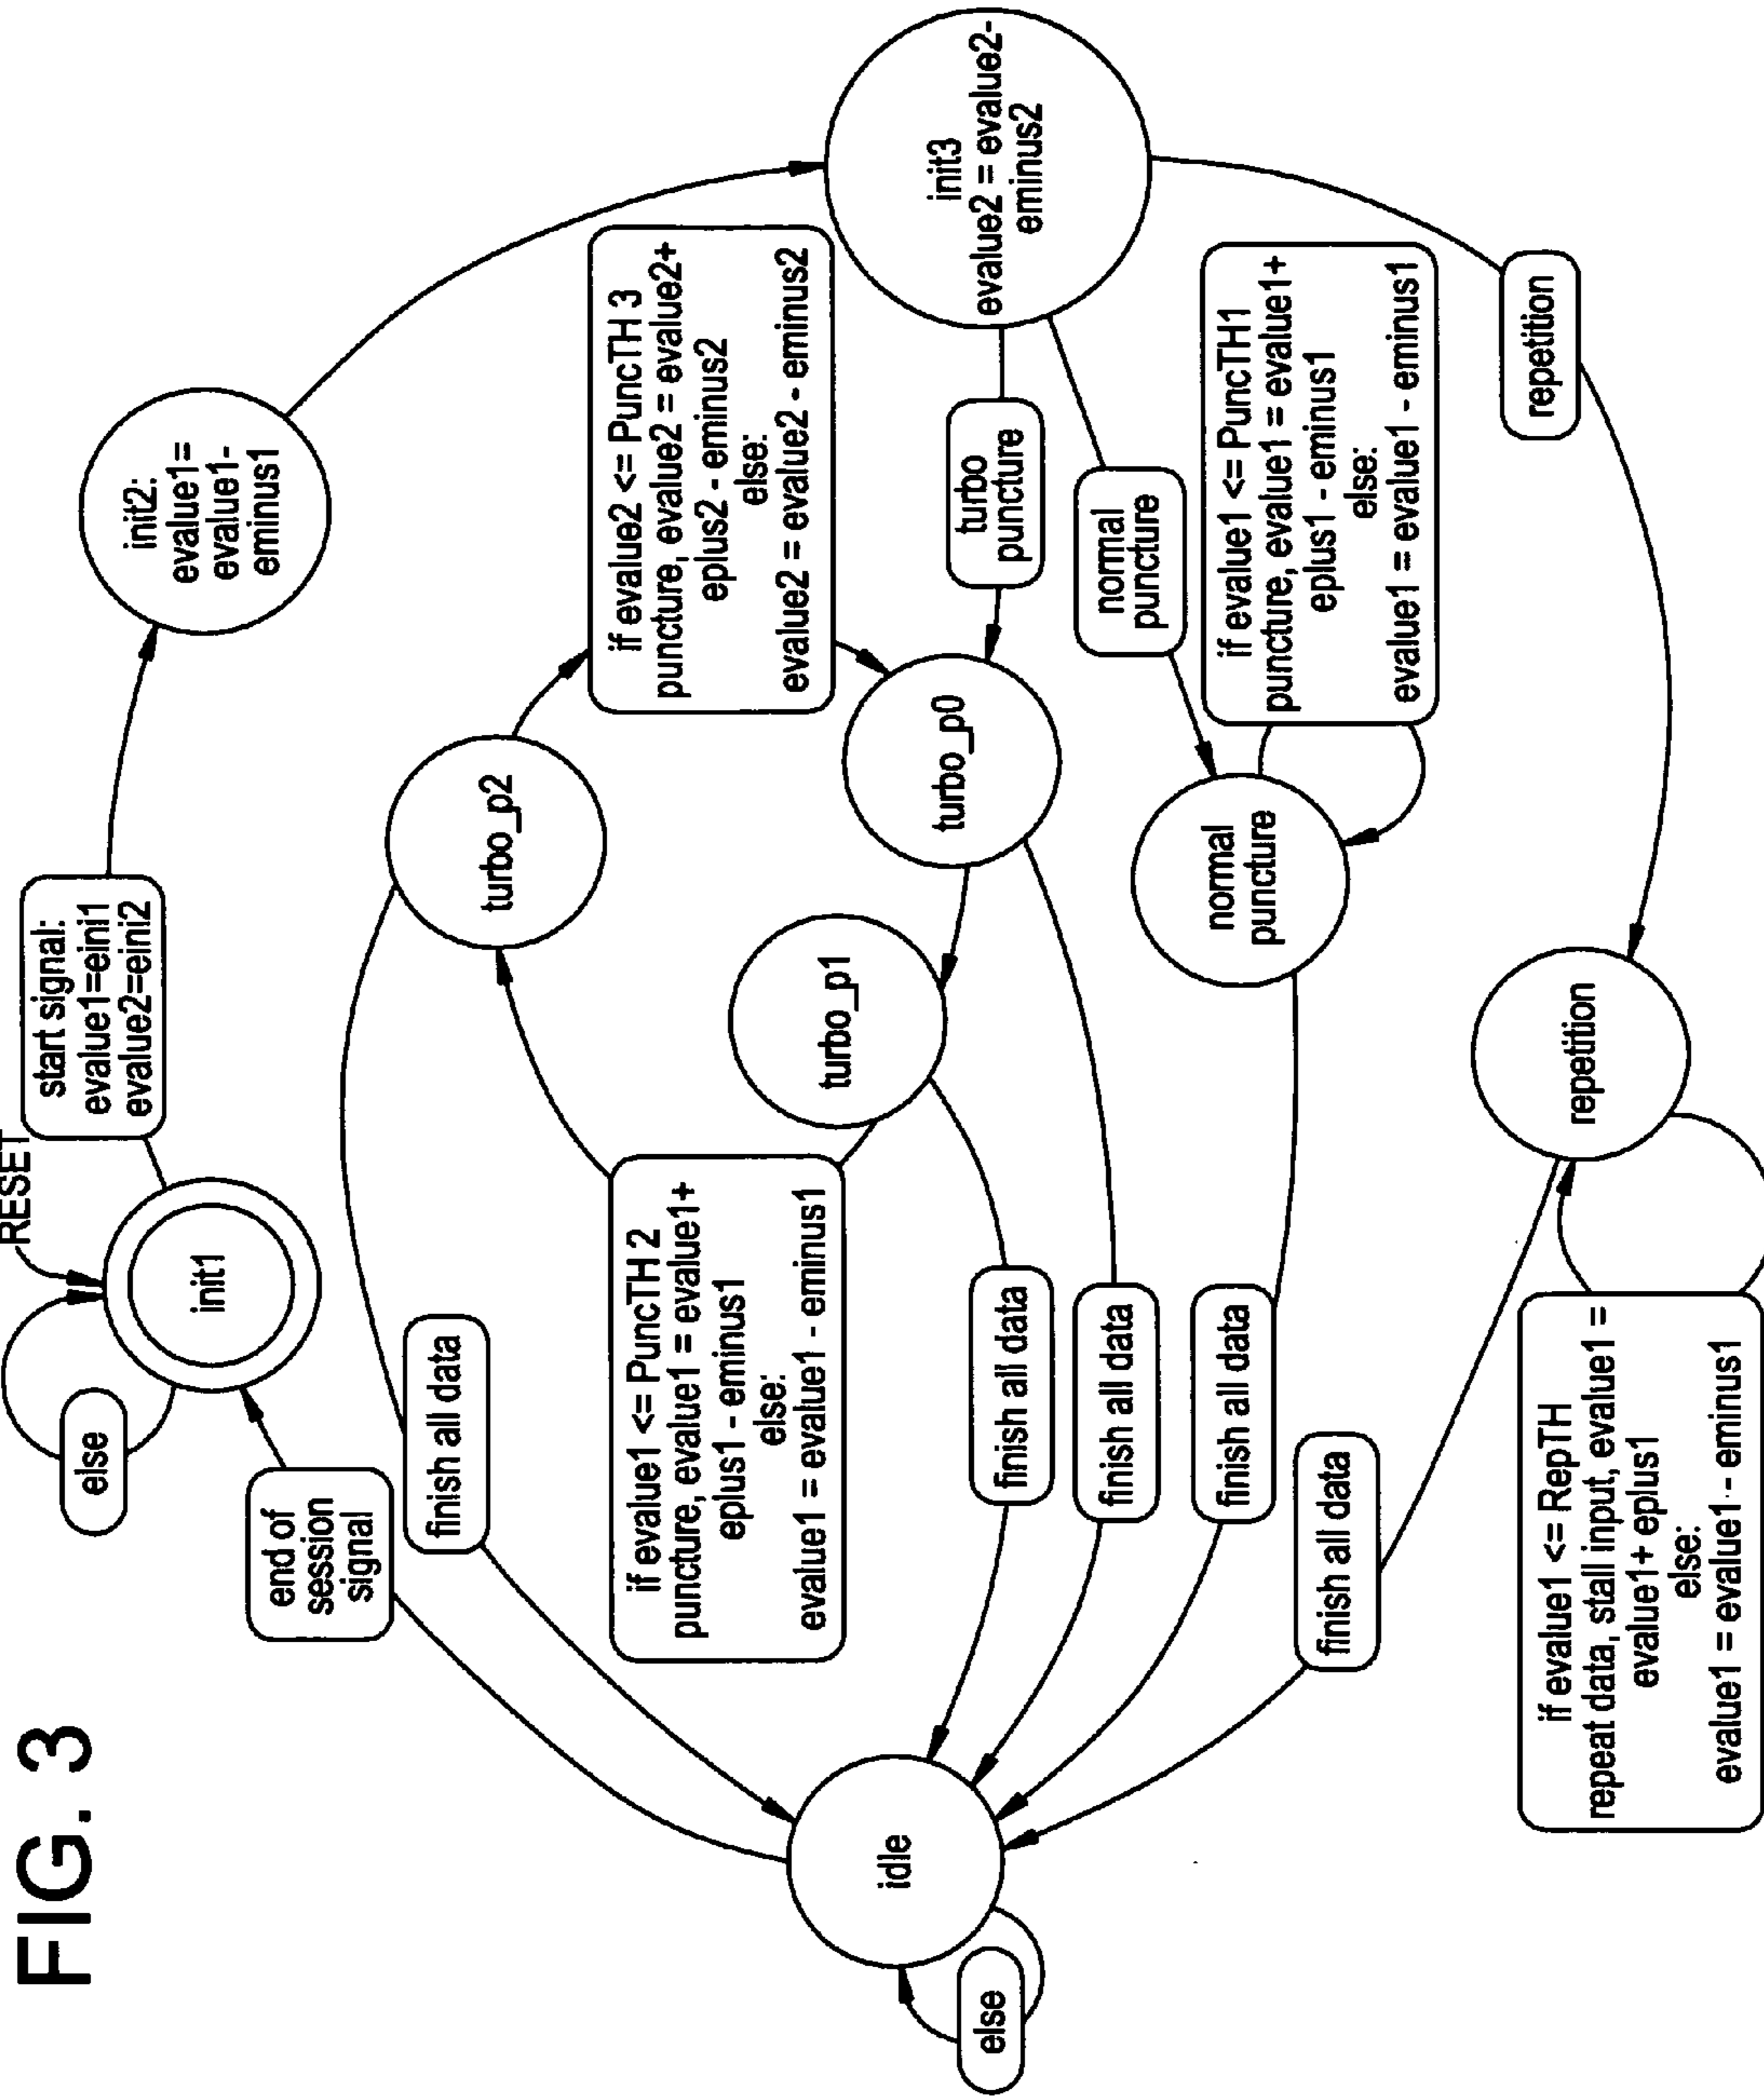 FIG. 3
RESET
else
init1
start signal:
evalue1=eini1
evalue2=eini2
init2:
evalue1=
evalue1-
eminus1
end of
session
signal
finish all data
turbo_p2
if evalue2 <= PuncTH 3
puncture, evalue2 = evalue2+
eplus2 - eminus2
else:
evalue2 = evalue2 - eminus2
init3
evalue2 = evalue2-
eminus2
if evalue1 <= PuncTH 2
puncture, evalue1 = evalue1+
eplus1 - eminus1
else:
evalue1 = evalue1 - eminus1
turbo_p1
turbo_p0
turbo
puncture
idle
else
finish all data
finish all data
normal
puncture
finish all data
normal
puncture
if evalue1 <= PuncTH1
puncture, evalue1 = evalue1+
eplus1 - eminus1
else:
evalue1 = evalue1 - eminus1
finish all data
repetition
repetition
if evalue1 <= RepTH
repeat data, stall input, evalue1 =
evalue1+ eplus1
else:
evalue1 = evalue1 - eminus1